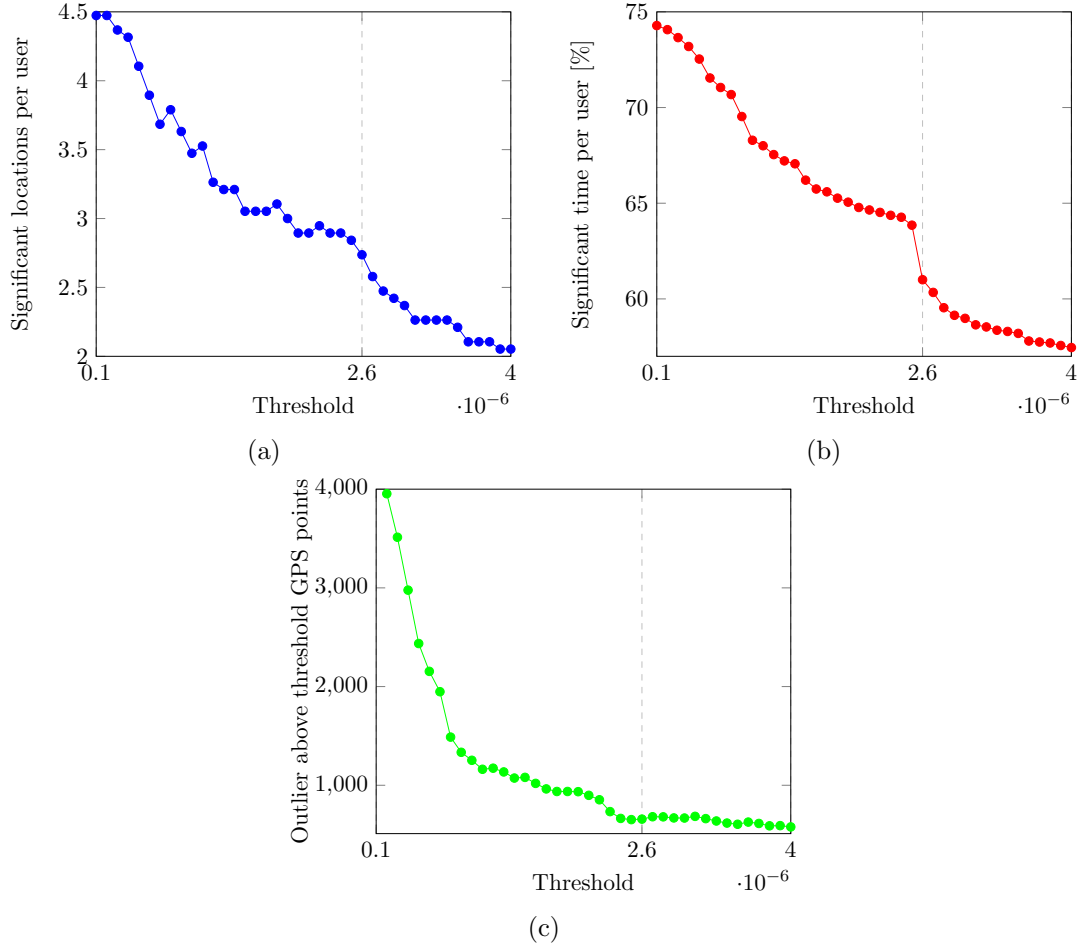 4.5
4
3.5
3
2.5
2
0.1
2.6
4
Significant locations per user
Threshold
·10−6
(a)
75
70
65
60
0.1
2.6
4
Significant time per user [%]
Threshold
·10−6
(b)
4,000
3,000
2,000
1,000
0.1
2.6
4
Outlier above threshold GPS points
Threshold
·10−6
(c)